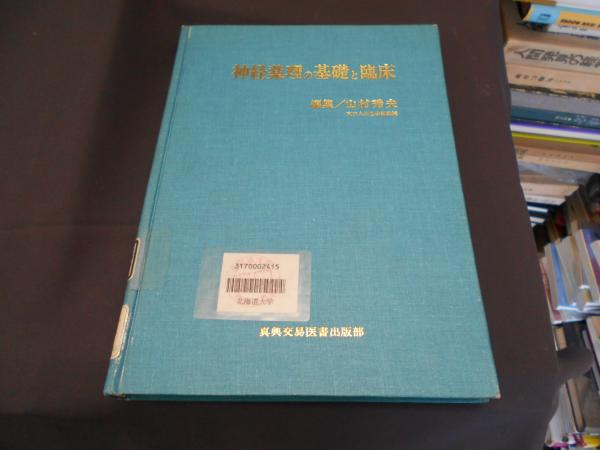 神経薬理の基礎と臨床
編集／山村秀夫
3170002415
北海道大学
真興交易医書出版部